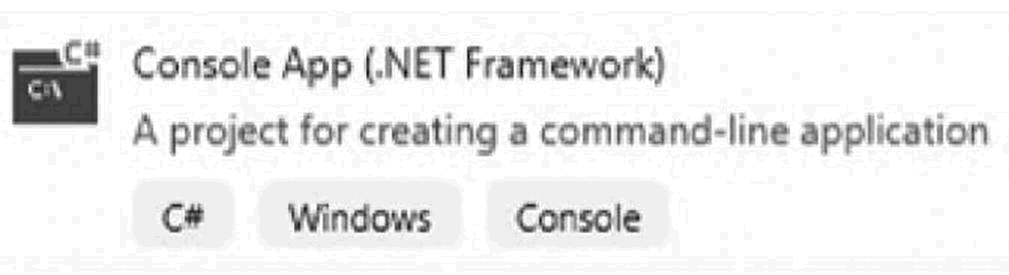 C#
C:\
Console App (.NET Framework)
A project for creating a command-line application
C# Windows Console